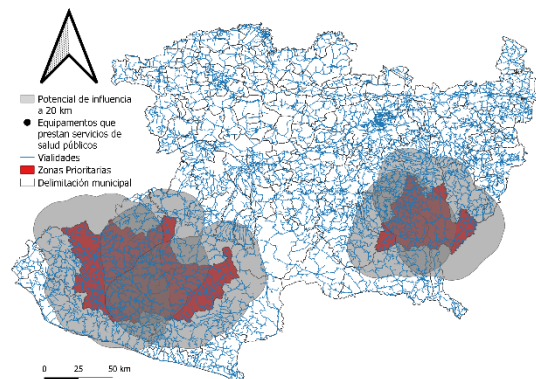 Potencial de influencia
a 20 km
Equipamentos que
prestan servicios de
salud públicos
Vialidades
Zonas Prioritarias
Delimitación municipal
0 25 50 km